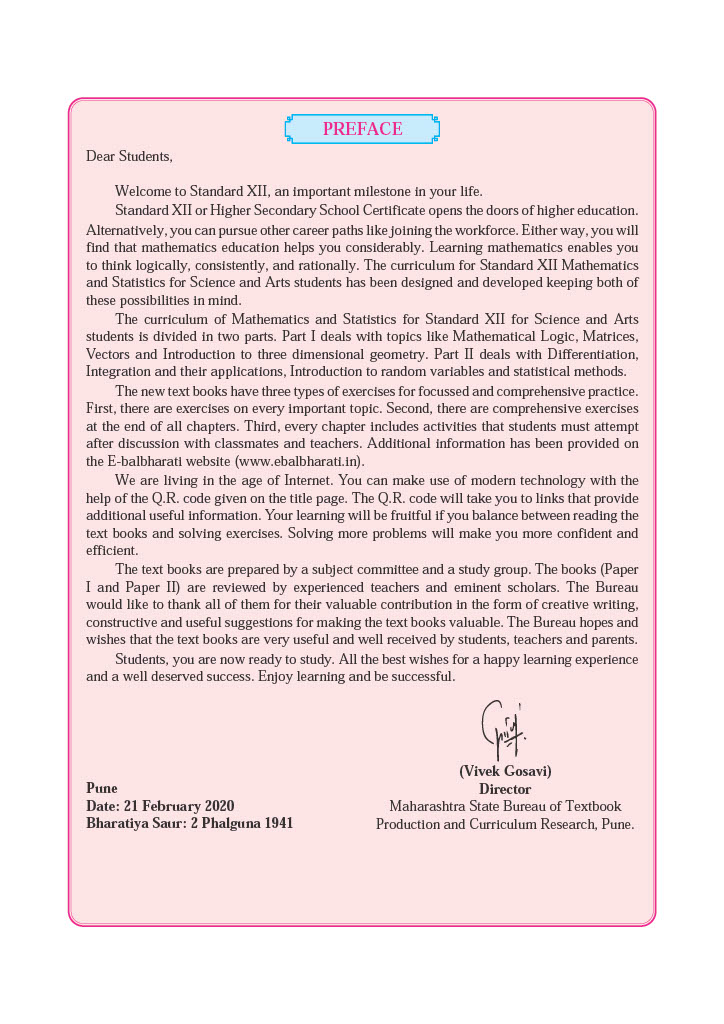 PREFACE
Dear Students,
Welcome to Standard XII, an important milestone in your life.
Standard XII or Higher Secondary School Certificate opens the doors of higher education.
Alternatively, you can pursue other career paths like joining the workforce. Either way, you will
find that mathematics education helps you considerably. Learning mathematics enables you
to think logically, consistently, and rationally. The curriculum for Standard XII Mathematics
and Statistics for Science and Arts students has been designed and developed keeping both of
these possibilities in mind.
The curriculum of Mathematics and Statistics for Standard XII for Science and Arts
students is divided in two parts. Part I deals with topics like Mathematical Logic, Matrices,
Vectors and Introduction to three dimensional geometry. Part II deals with Differentiation,
Integration and their applications, Introduction to random variables and statistical methods.
The new text books have three types of exercises for focussed and comprehensive practice.
First, there are exercises on every important topic. Second, there are comprehensive exercises
at the end of all chapters. Third, every chapter includes activities that students must attempt
after discussion with classmates and teachers. Additional information has been provided on
the E-balbharati website (www.ebalbharati.in).
We are living in the age of Internet. You can make use of modern technology with the
help of the Q.R. code given on the title page. The Q.R. code will take you to links that provide
additional useful information. Your learning will be fruitful if you balance between reading the
text books and solving exercises. Solving more problems will make you more confident and
efficient.
The text books are prepared by a subject committee and a study group. The books (Paper
I and Paper II) are reviewed by experienced teachers and eminent scholars. The Bureau
would like to thank all of them for their valuable contribution in the form of creative writing,
constructive and useful suggestions for making the text books valuable. The Bureau hopes and
wishes that the text books are very useful and well received by students, teachers and parents.
Students, you are now ready to study. All the best wishes for a happy learning experience
and a well deserved success. Enjoy learning and be successful.
(Vivek Gosavi)
Director
Maharashtra State Bureau of Textbook
Production and Curriculum Research, Pune.
Pune
Date: 21 February 2020
Bharatiya Saur: 2 Phalguna 1941